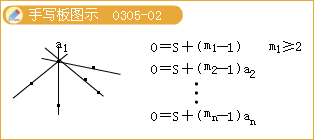 手写板图示 0305-02
a₁
0=S+(m₁-1) m₁≥2
0=S+(m₂-1)a₂
⋮
0=S+(mₙ-1)aₙ